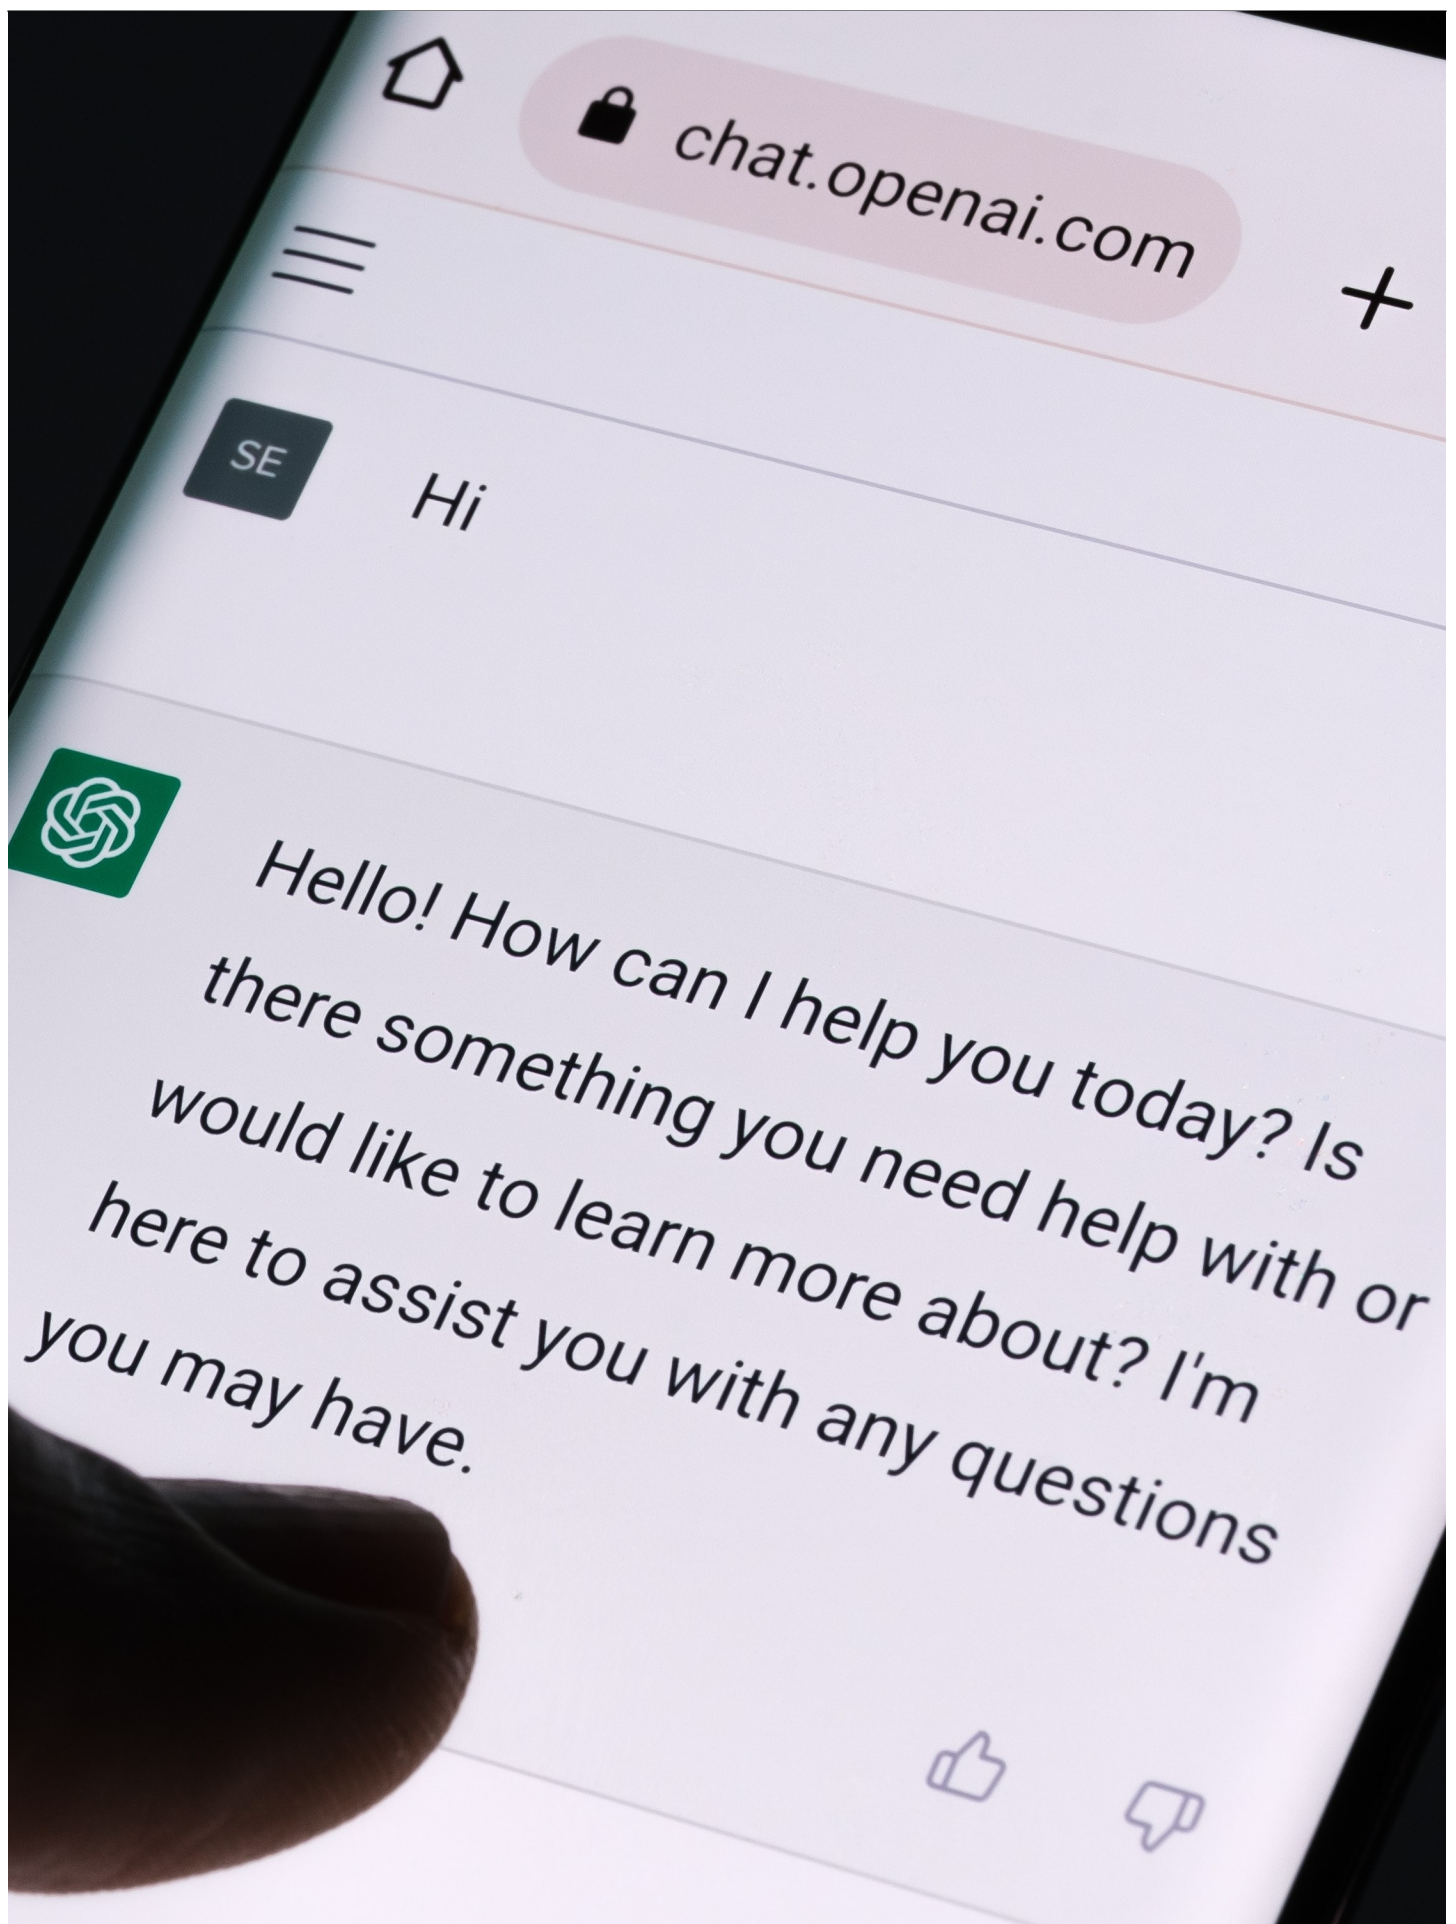 chat.openai.com
SE
Hi
Hello! How can I help you today? Is
there something you need help with or
would like to learn more about? I'm
here to assist you with any questions
you may have.